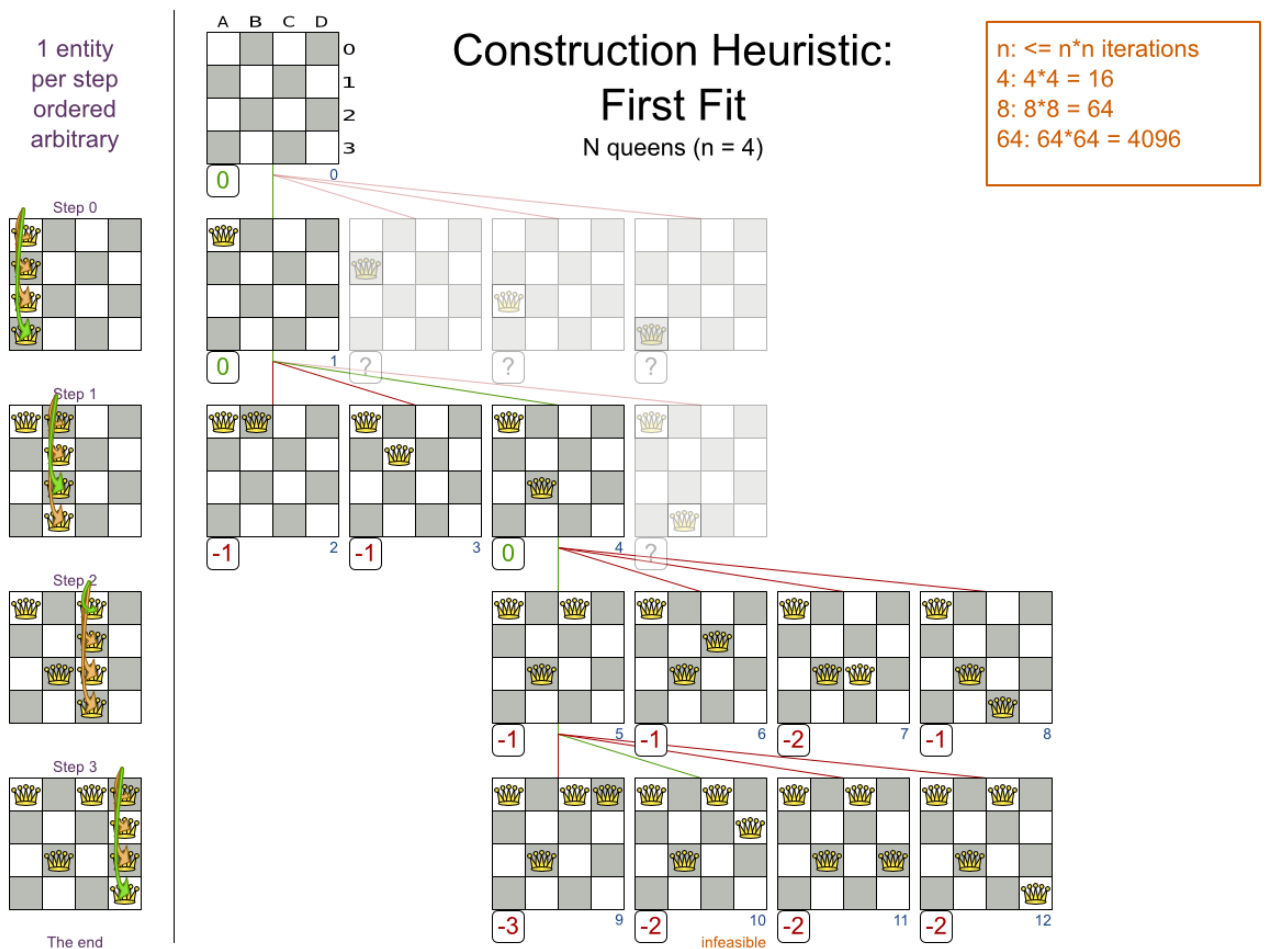 1 entity
per step
ordered
arbitrary
Construction Heuristic:
First Fit
N queens (n = 4)
n: <= n*n iterations
4: 4*4 = 16
8: 8*8 = 64
64: 64*64 = 4096
A B C D
0
1
2
3
0 0
Step 0
0 1 ? ? ?
Step 1
-1 2 -1 3 0 4 ?
Step 2
-1 5 -1 6 -2 7 -1 8
Step 3
-3 9 -2 10 -2 11 -2 12
infeasible
The end